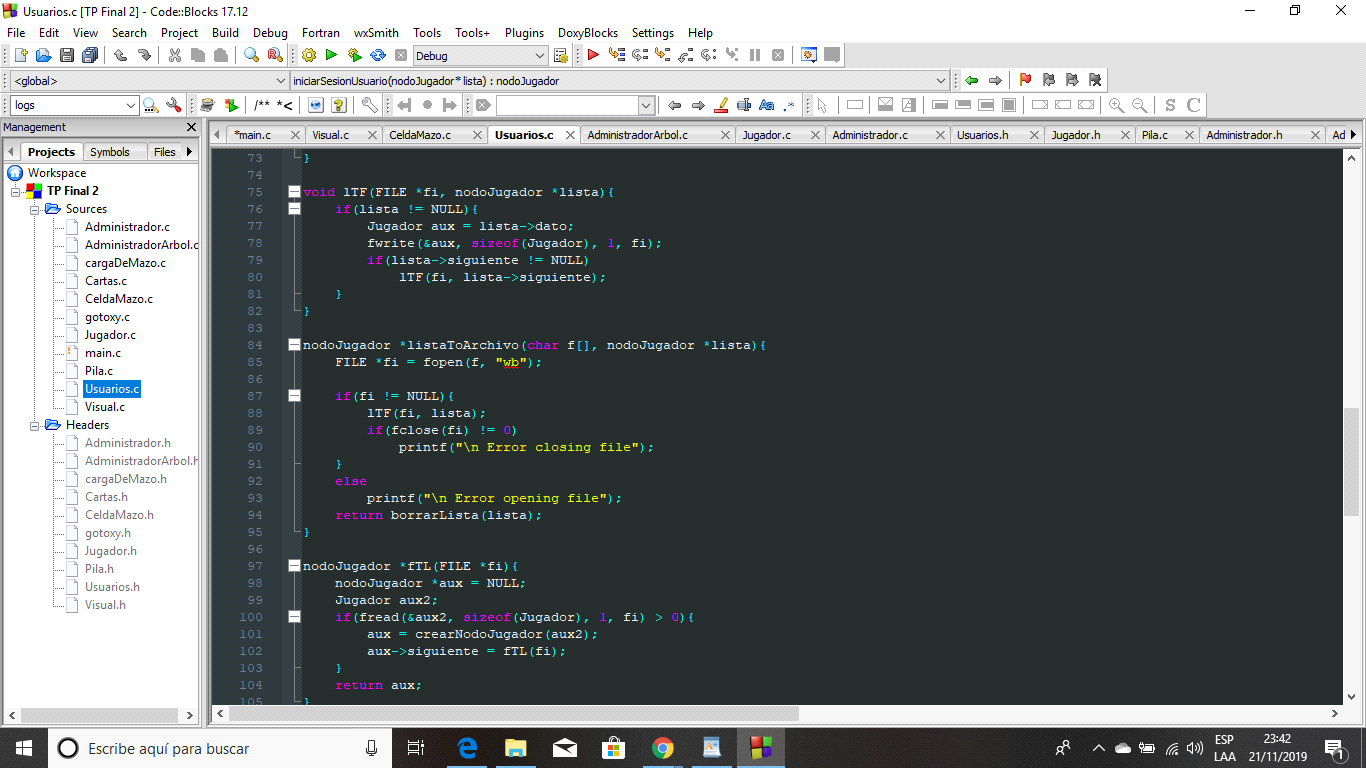 Usuarios.c [TP Final 2] - Code::Blocks 17.12
File Edit View Search Project Build Debug Fortran wxSmith Tools Tools+ Plugins DoxyBlocks Settings Help
Debug
<global>
iniciarSesionUsuario(nodoJugador * lista) : nodoJugador
logs
/** *<
Aa .*
S C
Management
Projects Symbols Files
Workspace
TP Final 2
Sources
Administrador.c
AdministradorArbol.c
cargaDeMazo.c
Cartas.c
CeldaMazo.c
gotoxy.c
Jugador.c
main.c
Pila.c
Usuarios.c
Visual.c
Headers
Administrador.h
AdministradorArbol.h
cargaDeMazo.h
Cartas.h
CeldaMazo.h
gotoxy.h
Jugador.h
Pila.h
Usuarios.h
Visual.h
*main.c Visual.c CeldaMazo.c Usuarios.c AdministradorArbol.c Jugador.c Administrador.c Usuarios.h Jugador.h Pila.c Administrador.h Ad
73 }
74
75 void lTF(FILE *fi, nodoJugador *lista){
76     if(lista != NULL){
77         Jugador aux = lista->dato;
78         fwrite(&aux, sizeof(Jugador), 1, fi);
79         if(lista->siguiente != NULL)
80             lTF(fi, lista->siguiente);
81     }
82 }
83
84 nodoJugador *listaToArchivo(char f[], nodoJugador *lista){
85     FILE *fi = fopen(f, "wb");
86
87     if(fi != NULL){
88         lTF(fi, lista);
89         if(fclose(fi) != 0)
90             printf("\n Error closing file");
91     }
92     else
93         printf("\n Error opening file");
94     return borrarLista(lista);
95 }
96
97 nodoJugador *fTL(FILE *fi){
98     nodoJugador *aux = NULL;
99     Jugador aux2;
100     if(fread(&aux2, sizeof(Jugador), 1, fi) > 0){
101         aux = crearNodoJugador(aux2);
102         aux->siguiente = fTL(fi);
103     }
104     return aux;
105 }
Escribe aquí para buscar
ESP
LAA
23:42
21/11/2019
1